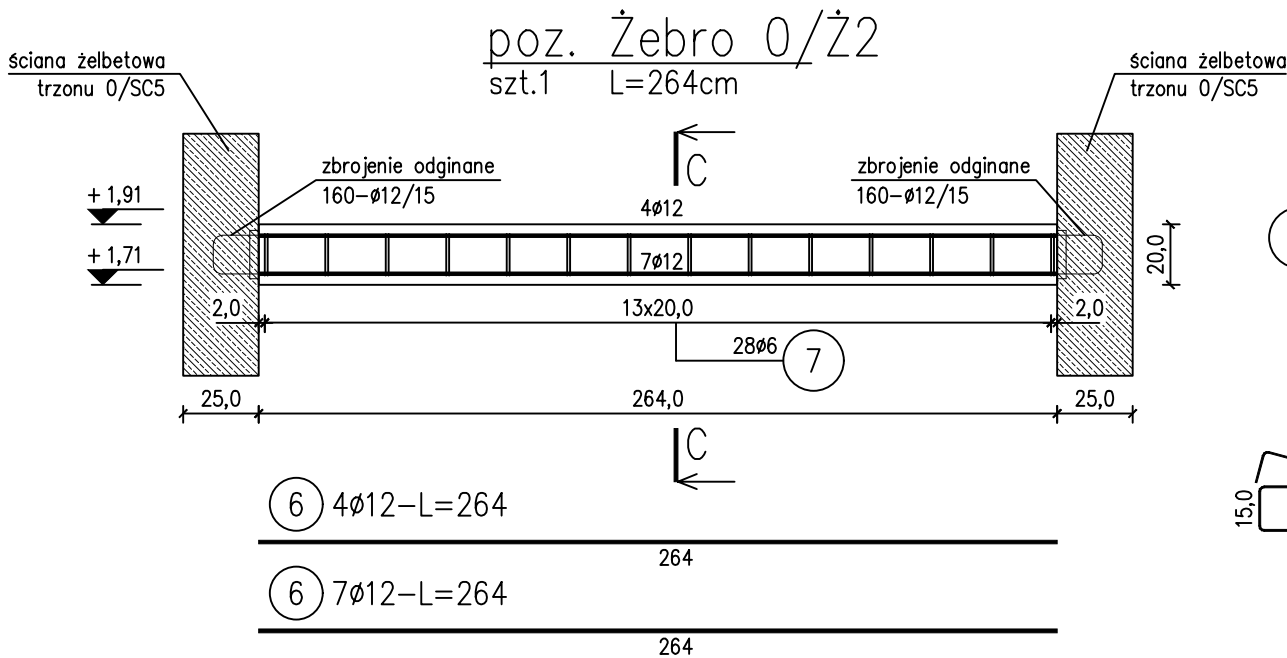 poz. Żebro 0/Ż2
szt.1 L=264cm
ściana żelbetowa
trzonu 0/SC5
ściana żelbetowa
trzonu 0/SC5
zbrojenie odginane
160-ø12/15
C
zbrojenie odginane
160-ø12/15
+ 1,91
4ø12
+ 1,71
7ø12
20,0
2,0
13x20,0
2,0
28ø6
7
25,0
264,0
25,0
C
6 4ø12-L=264
264
15,0
6 7ø12-L=264
264